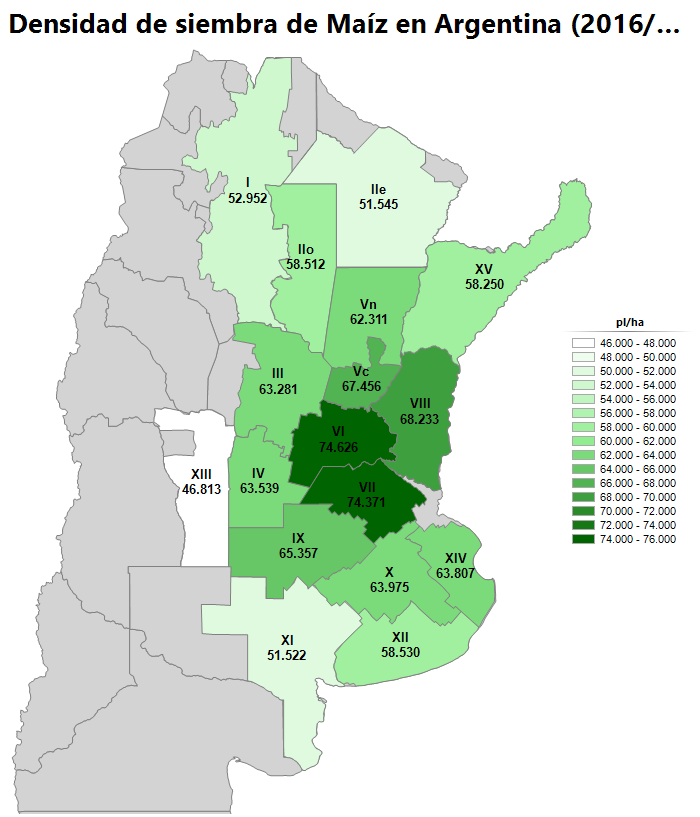 Densidad de siembra de Maíz en Argentina (2016/...
I
52.952
IIe
51.545
IIo
58.512
XV
58.250
Vn
62.311
III
63.281
Vc
67.456
VIII
68.233
VI
74.626
XIII
46.813
IV
63.539
VII
74.371
IX
65.357
X
63.975
XIV
63.807
XI
51.522
XII
58.530
pl/ha
46.000 - 48.000
48.000 - 50.000
50.000 - 52.000
52.000 - 54.000
54.000 - 56.000
56.000 - 58.000
58.000 - 60.000
60.000 - 62.000
62.000 - 64.000
64.000 - 66.000
66.000 - 68.000
68.000 - 70.000
70.000 - 72.000
72.000 - 74.000
74.000 - 76.000